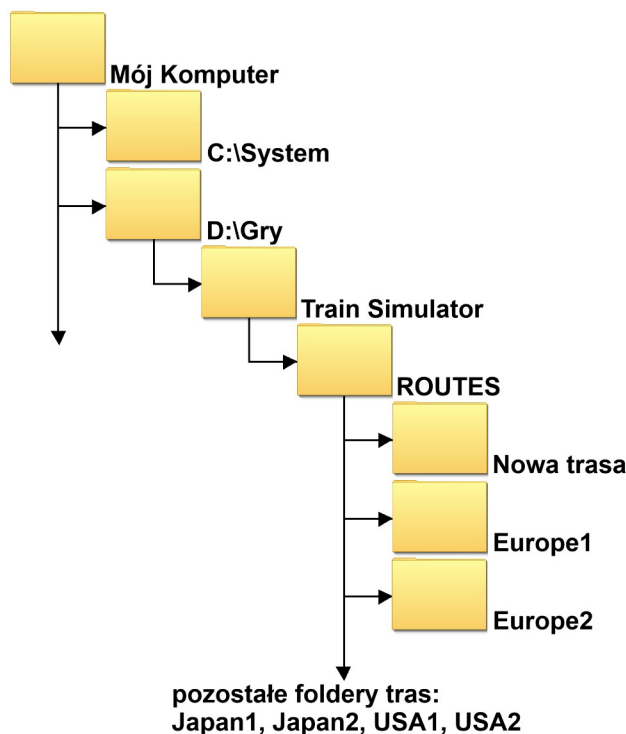 Mój Komputer
C:\System
D:\Gry
Train Simulator
ROUTES
Nowa trasa
Europe1
Europe2
pozostałe foldery tras:
Japan1, Japan2, USA1, USA2